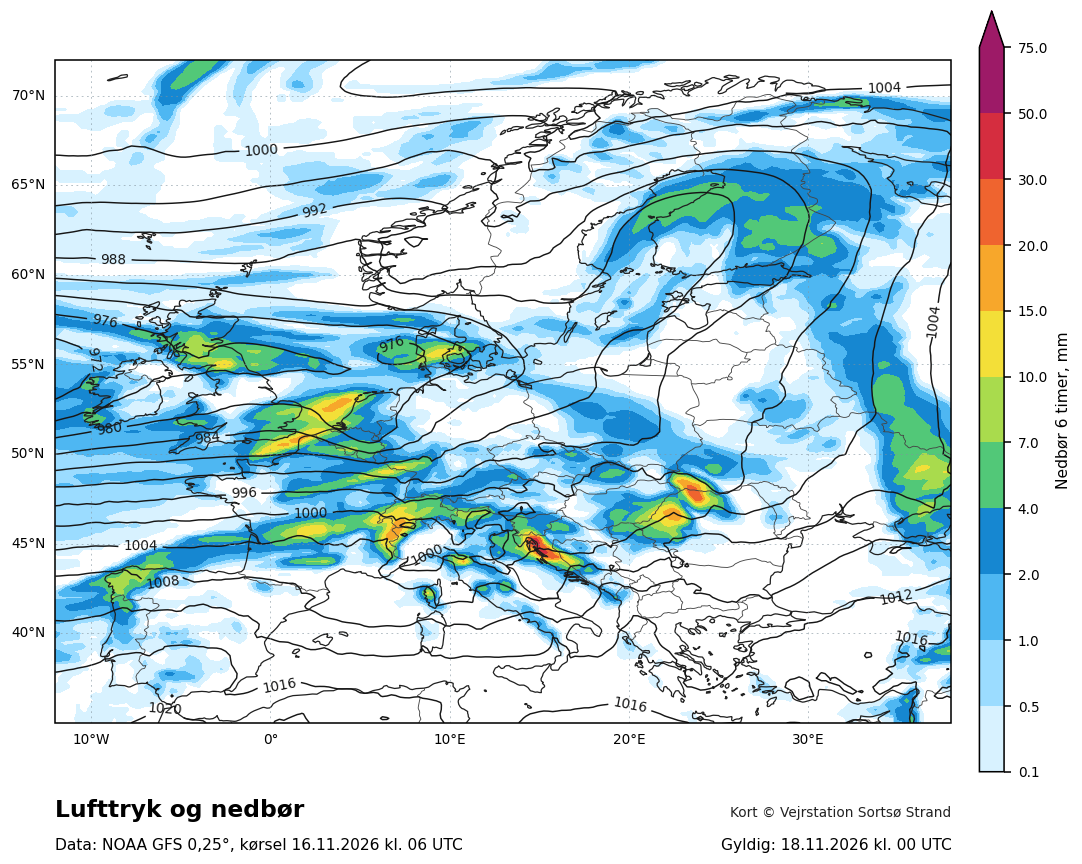 75.0
50.0
30.0
20.0
15.0
10.0
7.0
4.0
2.0
1.0
0.5
0.1
Nedbør 6 timer, mm
70°N
65°N
60°N
55°N
50°N
45°N
40°N
10°W
0°
10°E
20°E
30°E
1004
1000
992
988
976
972
976
980
984
996
1000
1004
1000
1008
1004
1012
1016
1016
1016
1020
Lufttryk og nedbør
Kort © Vejrstation Sortsø Strand
Data: NOAA GFS 0,25°, kørsel 16.11.2026 kl. 06 UTC
Gyldig: 18.11.2026 kl. 00 UTC